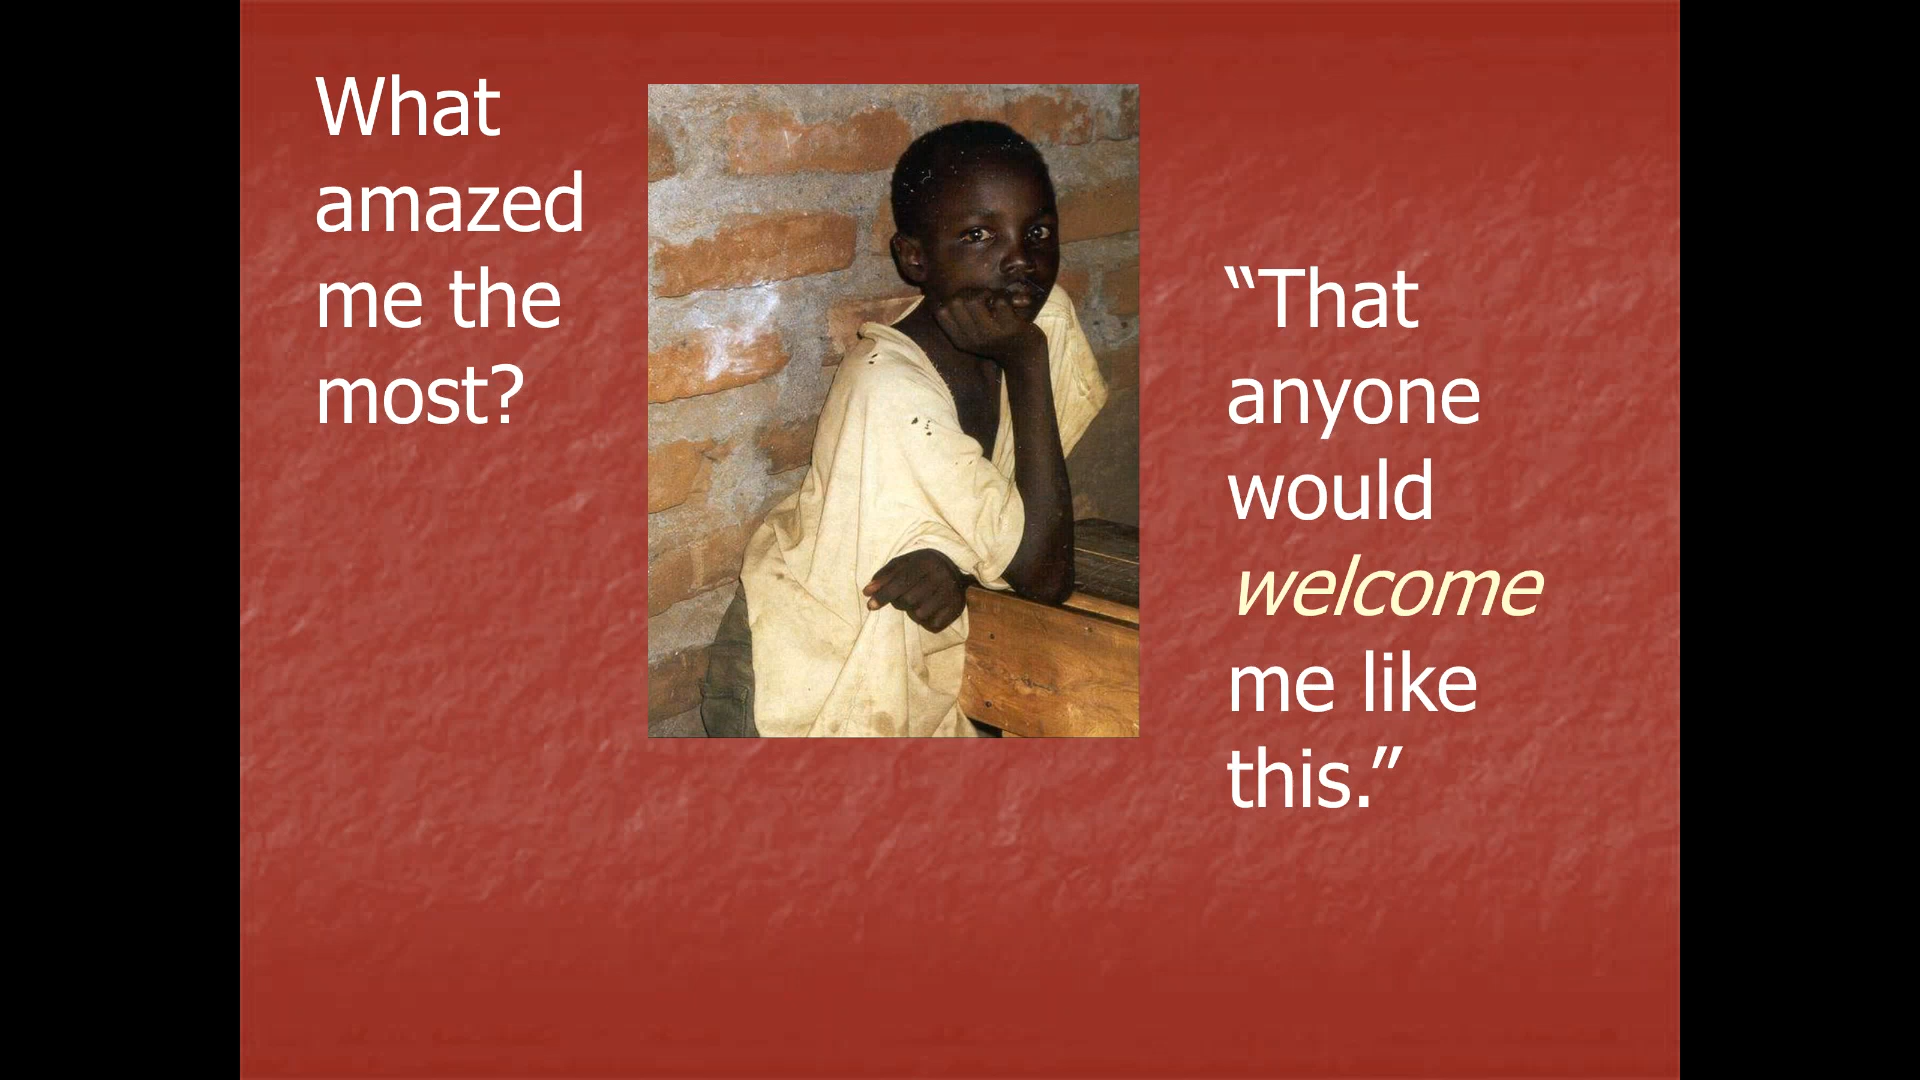 What
amazed
me the
most?
“That
anyone
would
welcome
me like
this.”